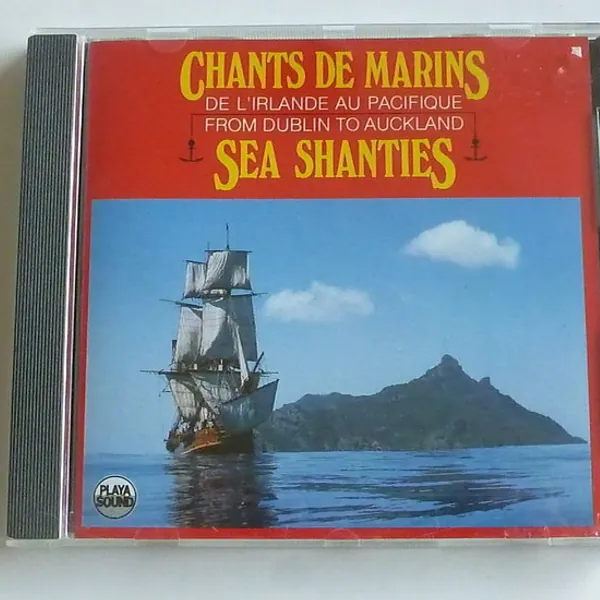 CHANTS DE MARINS
DE L'IRLANDE AU PACIFIQUE
FROM DUBLIN TO AUCKLAND
SEA SHANTIES
PLAYA
SOUND